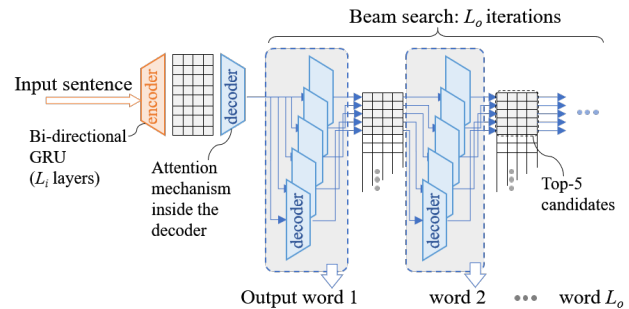 Beam search: Lₒ iterations
Input sentence
encoder
decoder
Bi-directional
GRU
(Lᵢ layers)
Attention
mechanism
inside the
decoder
decoder
decoder
Top-5
candidates
Output word 1
word 2
word Lₒ